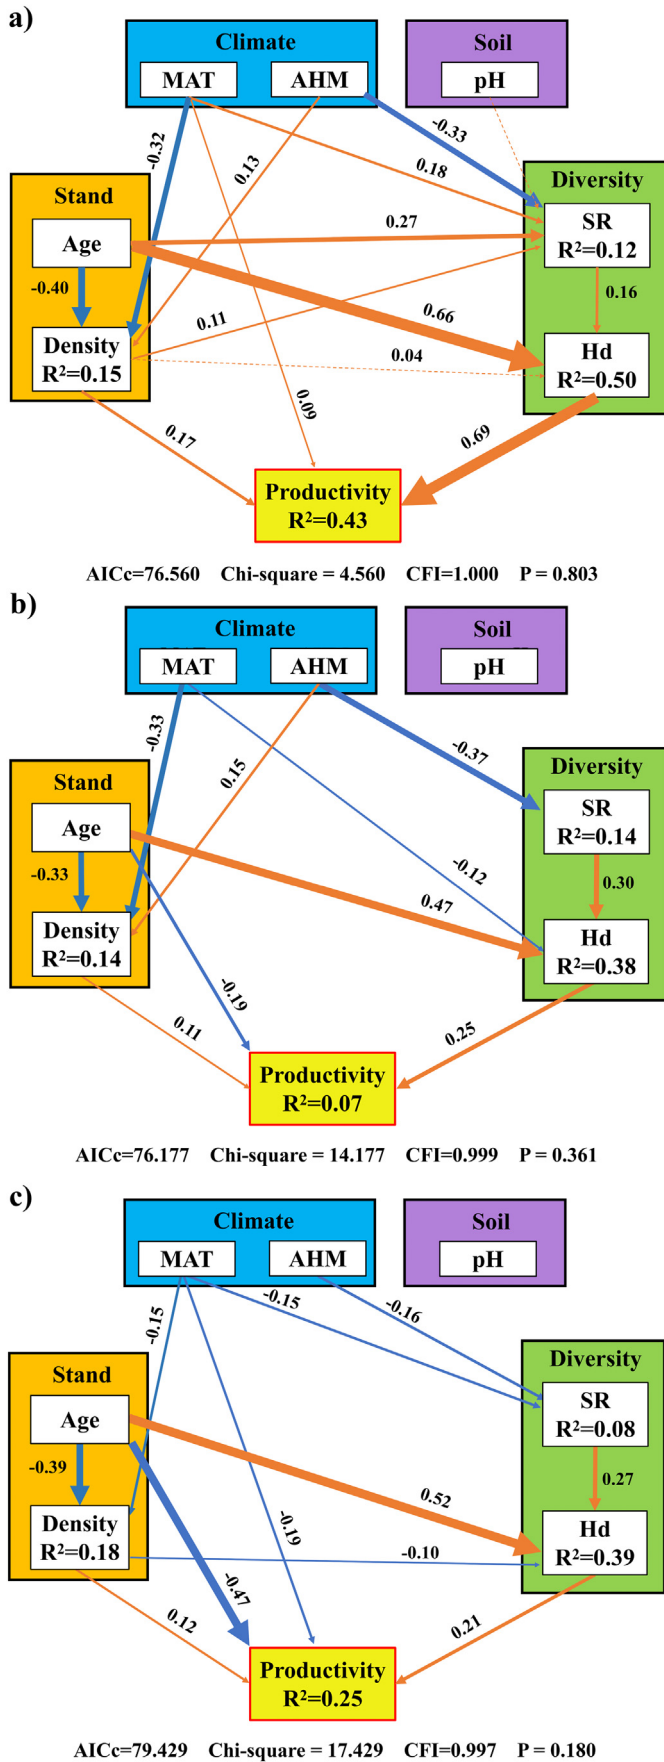 a)
Climate
Soil
MAT
AHM
pH
-0.33
-0.32
0.13
0.18
Stand
Diversity
Age
SR
R²=0.12
0.27
-0.40
0.66
0.16
0.11
Density
R²=0.15
0.04
Hd
R²=0.50
0.09
0.17
0.69
Productivity
R²=0.43
AICc=76.560 Chi-square = 4.560 CFI=1.000 P = 0.803
b)
Climate
Soil
MAT
AHM
pH
-0.33
-0.37
0.15
Stand
Diversity
Age
SR
R²=0.14
-0.33
-0.12
0.30
0.47
Density
R²=0.14
Hd
R²=0.38
-0.19
0.11
0.25
Productivity
R²=0.07
AICc=76.177 Chi-square = 14.177 CFI=0.999 P = 0.361
c)
Climate
Soil
MAT
AHM
pH
-0.15
-0.15
-0.16
Stand
Diversity
Age
SR
R²=0.08
-0.39
0.52
0.27
Density
R²=0.18
-0.19
-0.10
Hd
R²=0.39
-0.47
0.12
0.21
Productivity
R²=0.25
AICc=79.429 Chi-square = 17.429 CFI=0.997 P = 0.180